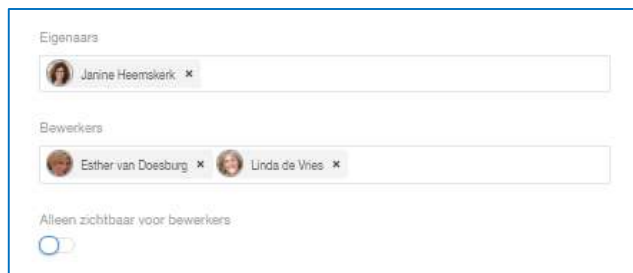 Eigenaars
Janine Heemskerk ×
Bewerkers
Esther van Doesburg × Linda de Vries ×
Alleen zichtbaar voor bewerkers